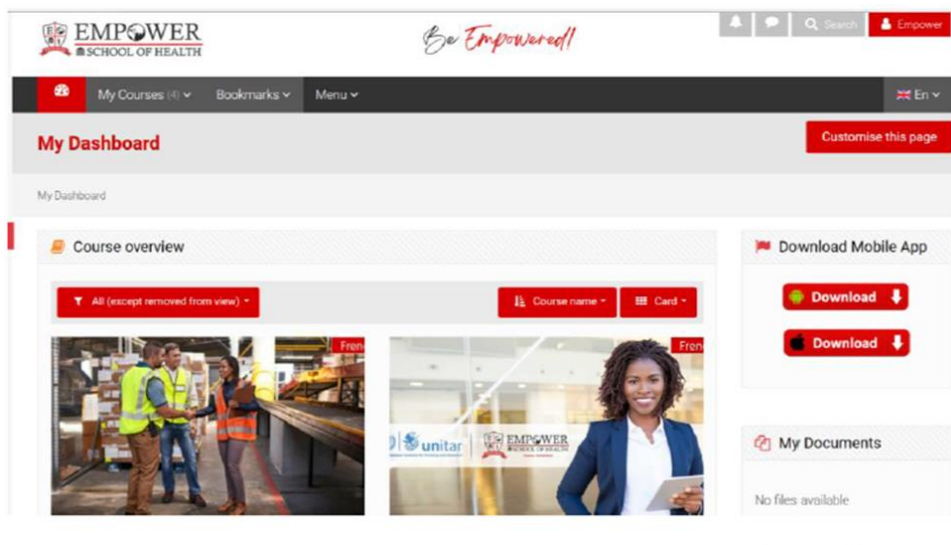 EMPOWER
SCHOOL OF HEALTH
Be Empowered!
Search
Empower
My Courses (4)
Bookmarks
Menu
En
My Dashboard
Customise this page
My Dashboard
Course overview
Download Mobile App
All (except removed from view)
Course name
Card
Download
Download
Fren
Fren
unitar
EMPOWER
SCHOOL OF HEALTH
My Documents
No files available